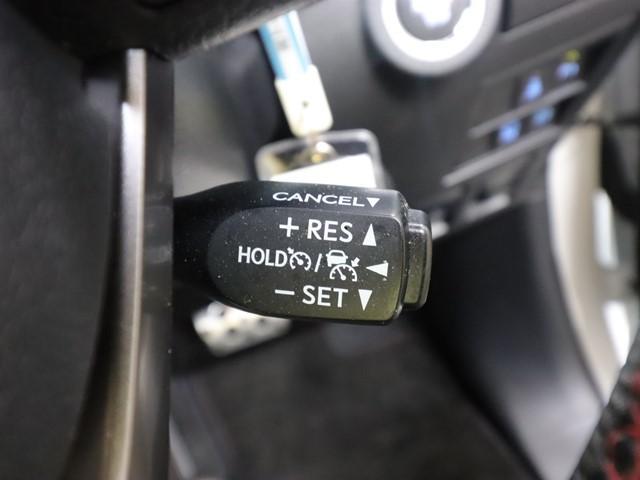 CANCEL▼
+ RES ▲
HOLD / ◀
− SET ▼